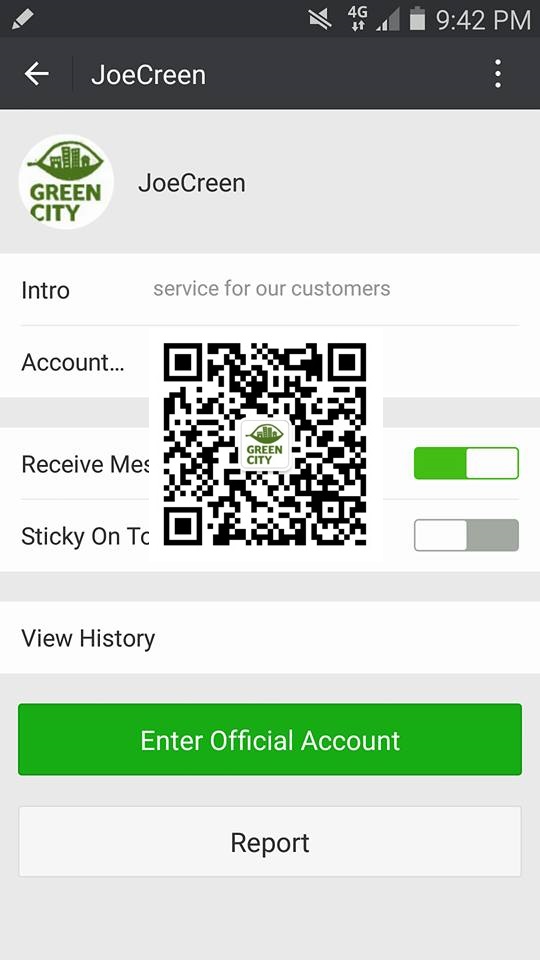 4G
9:42 PM
JoeCreen
GREEN
CITY
JoeCreen
Intro
service for our customers
Account...
GREEN
CITY
Receive Mes
Sticky On To
View History
Enter Official Account
Report